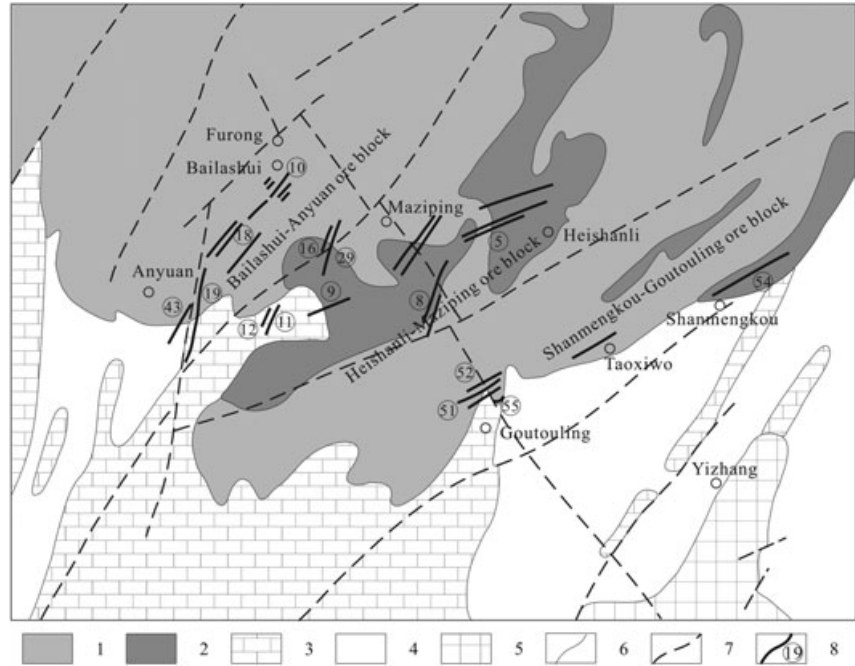 Furong
Bailashui
10
Bailashui-Anyuan ore block
Maziping
18
16
29
5
Heishanli
Anyuan
43
19
9
12
11
8
Heishanli-Maziping ore block
Shanmengkou-Goutouling ore block
54
Shanmengkou
Taoxiwo
52
51
55
Goutouling
Yizhang
1 2 3 4 5 6 7 19 8